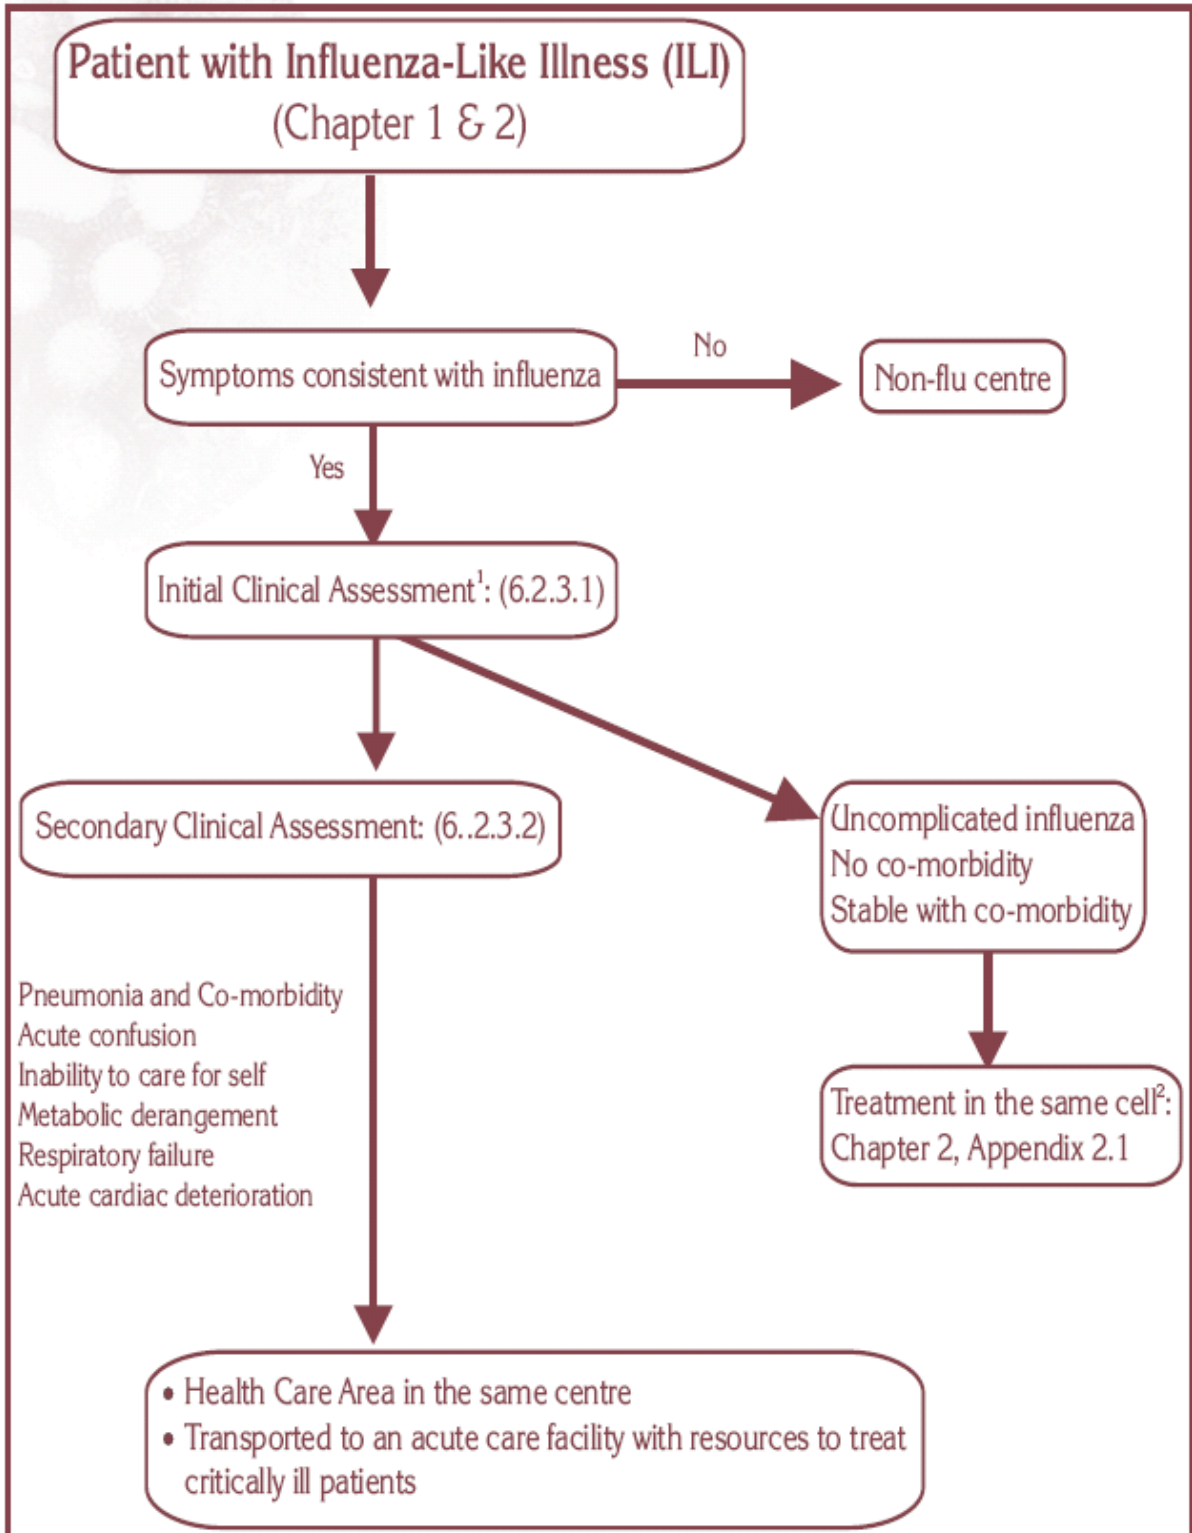 Patient with Influenza-Like Illness (ILI)
(Chapter 1 & 2)
Symptoms consistent with influenza
No
Non-flu centre
Yes
Initial Clinical Assessment¹: (6.2.3.1)
Secondary Clinical Assessment: (6..2.3.2)
Uncomplicated influenza
No co-morbidity
Stable with co-morbidity
Pneumonia and Co-morbidity
Acute confusion
Inability to care for self
Metabolic derangement
Respiratory failure
Acute cardiac deterioration
Treatment in the same cell²:
Chapter 2, Appendix 2.1
• Health Care Area in the same centre
• Transported to an acute care facility with resources to treat
critically ill patients